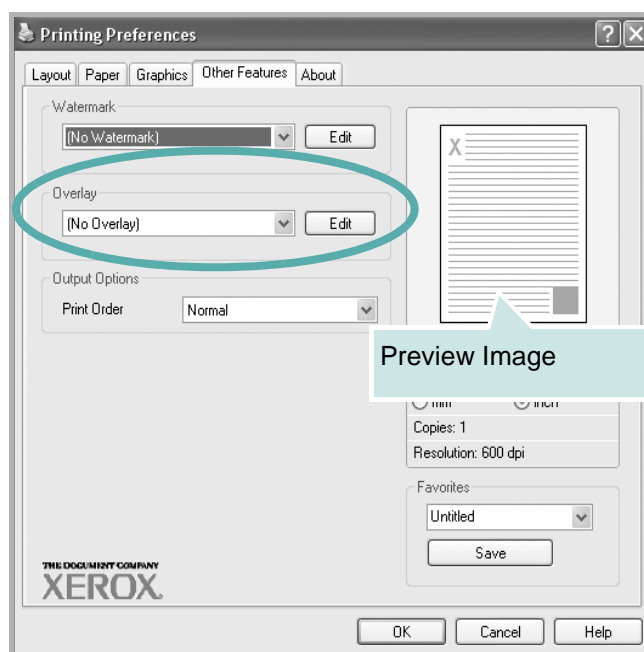 Printing Preferences
Layout Paper Graphics Other Features About
Watermark
(No Watermark) Edit
Overlay
(No Overlay) Edit
Output Options
Print Order Normal
X
Preview Image
mm inch
Copies: 1
Resolution: 600 dpi
Favorites
Untitled
Save
THE DOCUMENT COMPANY
XEROX.
OK Cancel Help